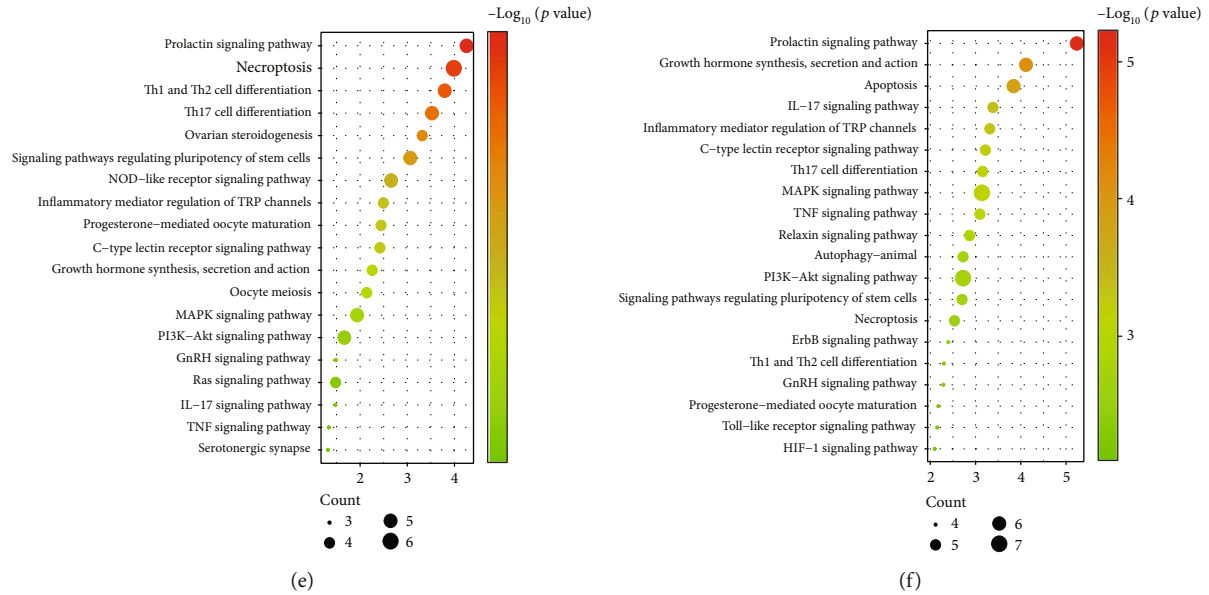 −Log10 (p value)
Prolactin signaling pathway
Necroptosis
Th1 and Th2 cell differentiation
Th17 cell differentiation
Ovarian steroidogenesis
Signaling pathways regulating pluripotency of stem cells
NOD−like receptor signaling pathway
Inflammatory mediator regulation of TRP channels
Progesterone−mediated oocyte maturation
C−type lectin receptor signaling pathway
Growth hormone synthesis, secretion and action
Oocyte meiosis
MAPK signaling pathway
PI3K−Akt signaling pathway
GnRH signaling pathway
Ras signaling pathway
IL−17 signaling pathway
TNF signaling pathway
Serotonergic synapse
2 3 4
Count
3 5
4 6
(e)
−Log10 (p value)
Prolactin signaling pathway
Growth hormone synthesis, secretion and action
Apoptosis
IL−17 signaling pathway
Inflammatory mediator regulation of TRP channels
C−type lectin receptor signaling pathway
Th17 cell differentiation
MAPK signaling pathway
TNF signaling pathway
Relaxin signaling pathway
Autophagy−animal
PI3K−Akt signaling pathway
Signaling pathways regulating pluripotency of stem cells
Necroptosis
ErbB signaling pathway
Th1 and Th2 cell differentiation
GnRH signaling pathway
Progesterone−mediated oocyte maturation
Toll−like receptor signaling pathway
HIF−1 signaling pathway
2 3 4 5
5
4
3
Count
4 6
5 7
(f)